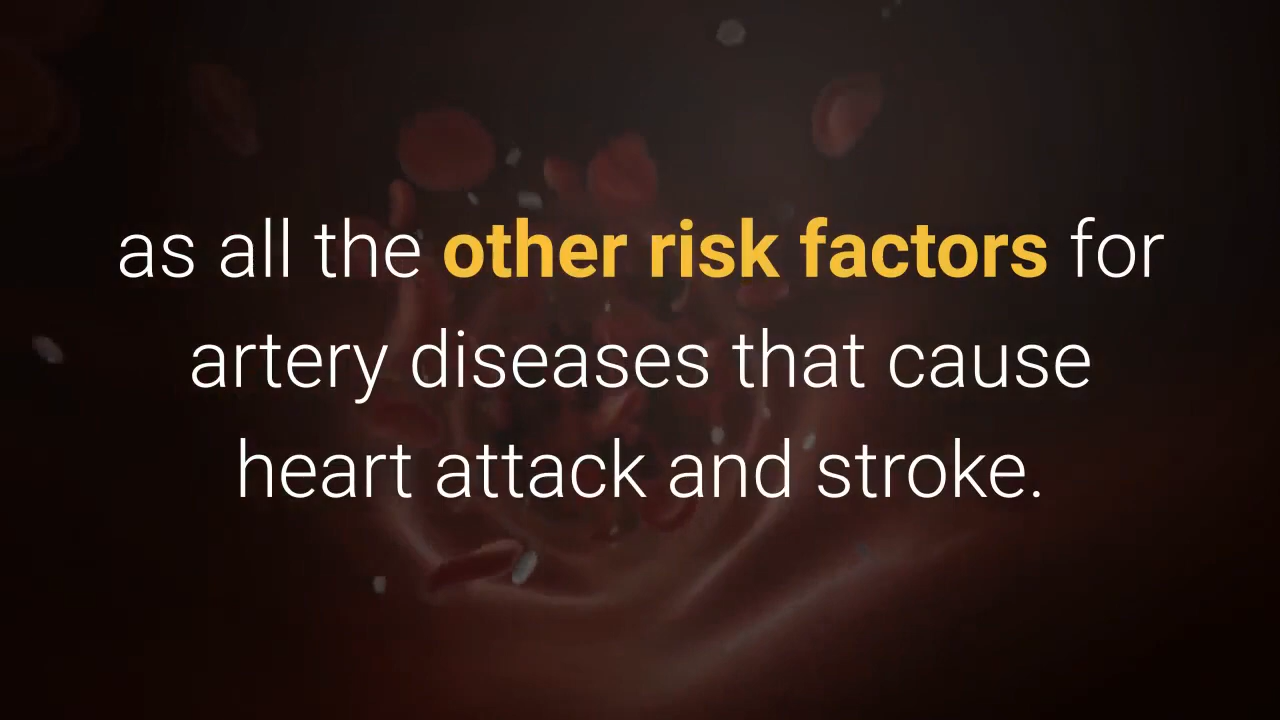 as all the other risk factors for
artery diseases that cause
heart attack and stroke.